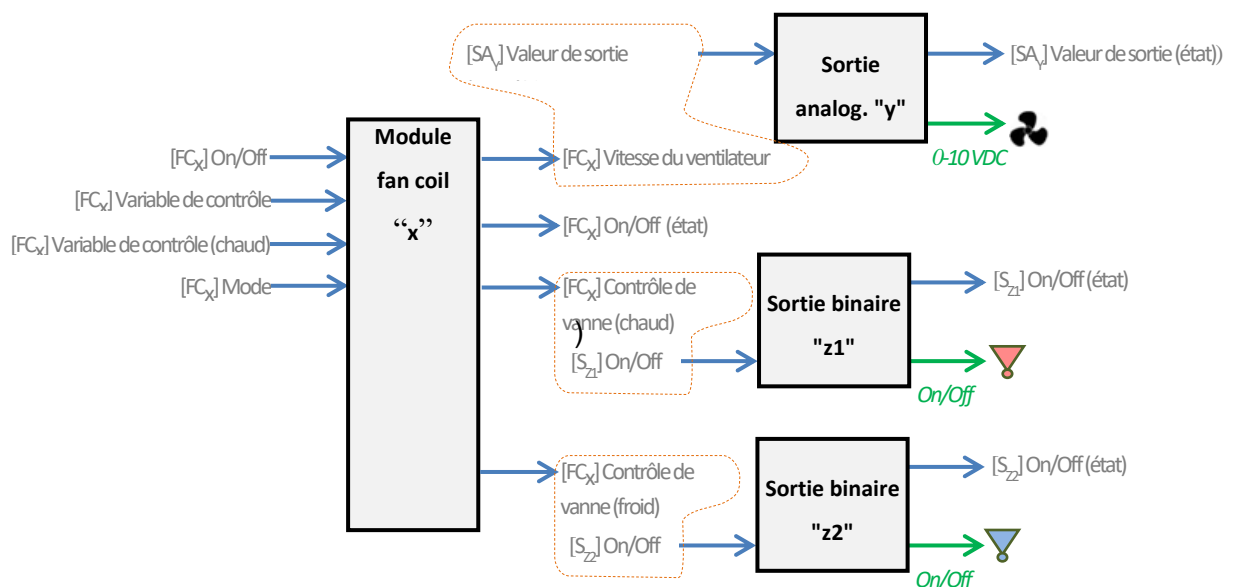 [SAy] Valeur de sortie
Sortie
analog. "y"
[SAy] Valeur de sortie (état))
0-10 VDC
Module
fan coil
“x”
[FCx] On/Off
[FCx] Variable de contrôle
[FCx] Variable de contrôle (chaud)
[FCx] Mode
[FCx] Vitesse du ventilateur
[FCx] On/Off (état)
[FCx] Contrôle de
vanne (chaud)
)
[Sz1] On/Off
Sortie binaire
"z1"
[Sz1] On/Off (état)
On/Off
[FCx] Contrôle de
vanne (froid)
[Sz2] On/Off
Sortie binaire
"z2"
[Sz2] On/Off (état)
On/Off